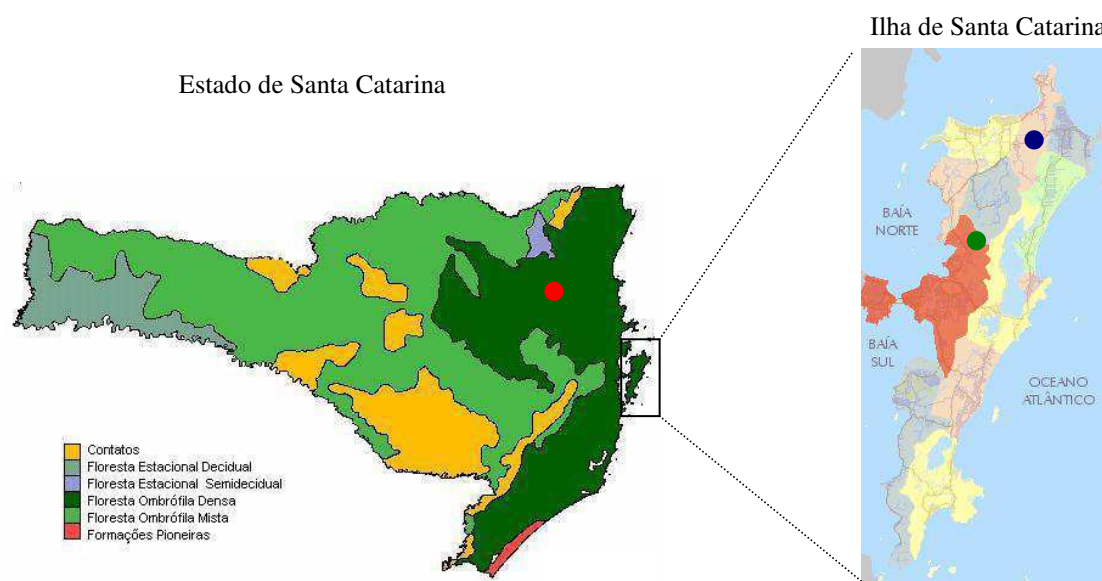 Ilha de Santa Catarina
Estado de Santa Catarina
BAÍA
NORTE
BAÍA
SUL
OCEANO
ATLÂNTICO
Contatos
Floresta Estacional Decidual
Floresta Estacional Semidecidual
Floresta Ombrófila Densa
Floresta Ombrófila Mista
Formações Pioneiras